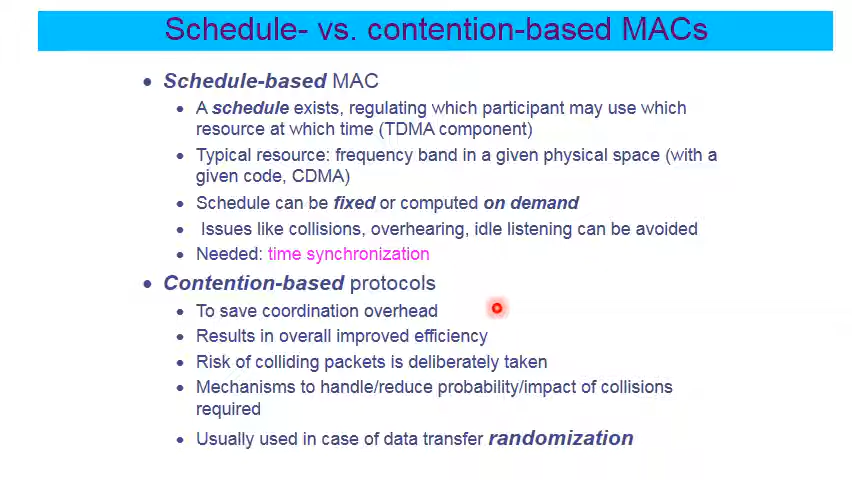 Schedule- vs. contention-based MACs
• Schedule-based MAC
• A schedule exists, regulating which participant may use which
resource at which time (TDMA component)
• Typical resource: frequency band in a given physical space (with a
given code, CDMA)
• Schedule can be fixed or computed on demand
• Issues like collisions, overhearing, idle listening can be avoided
• Needed: time synchronization
• Contention-based protocols
• To save coordination overhead
• Results in overall improved efficiency
• Risk of colliding packets is deliberately taken
• Mechanisms to handle/reduce probability/impact of collisions
required
• Usually used in case of data transfer randomization